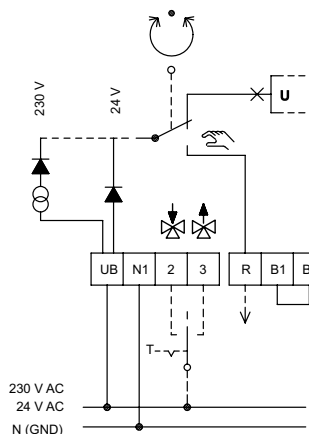 230 V
24 V
U
UB N1 2 3 R B1 B
T
230 V AC
24 V AC
N (GND)